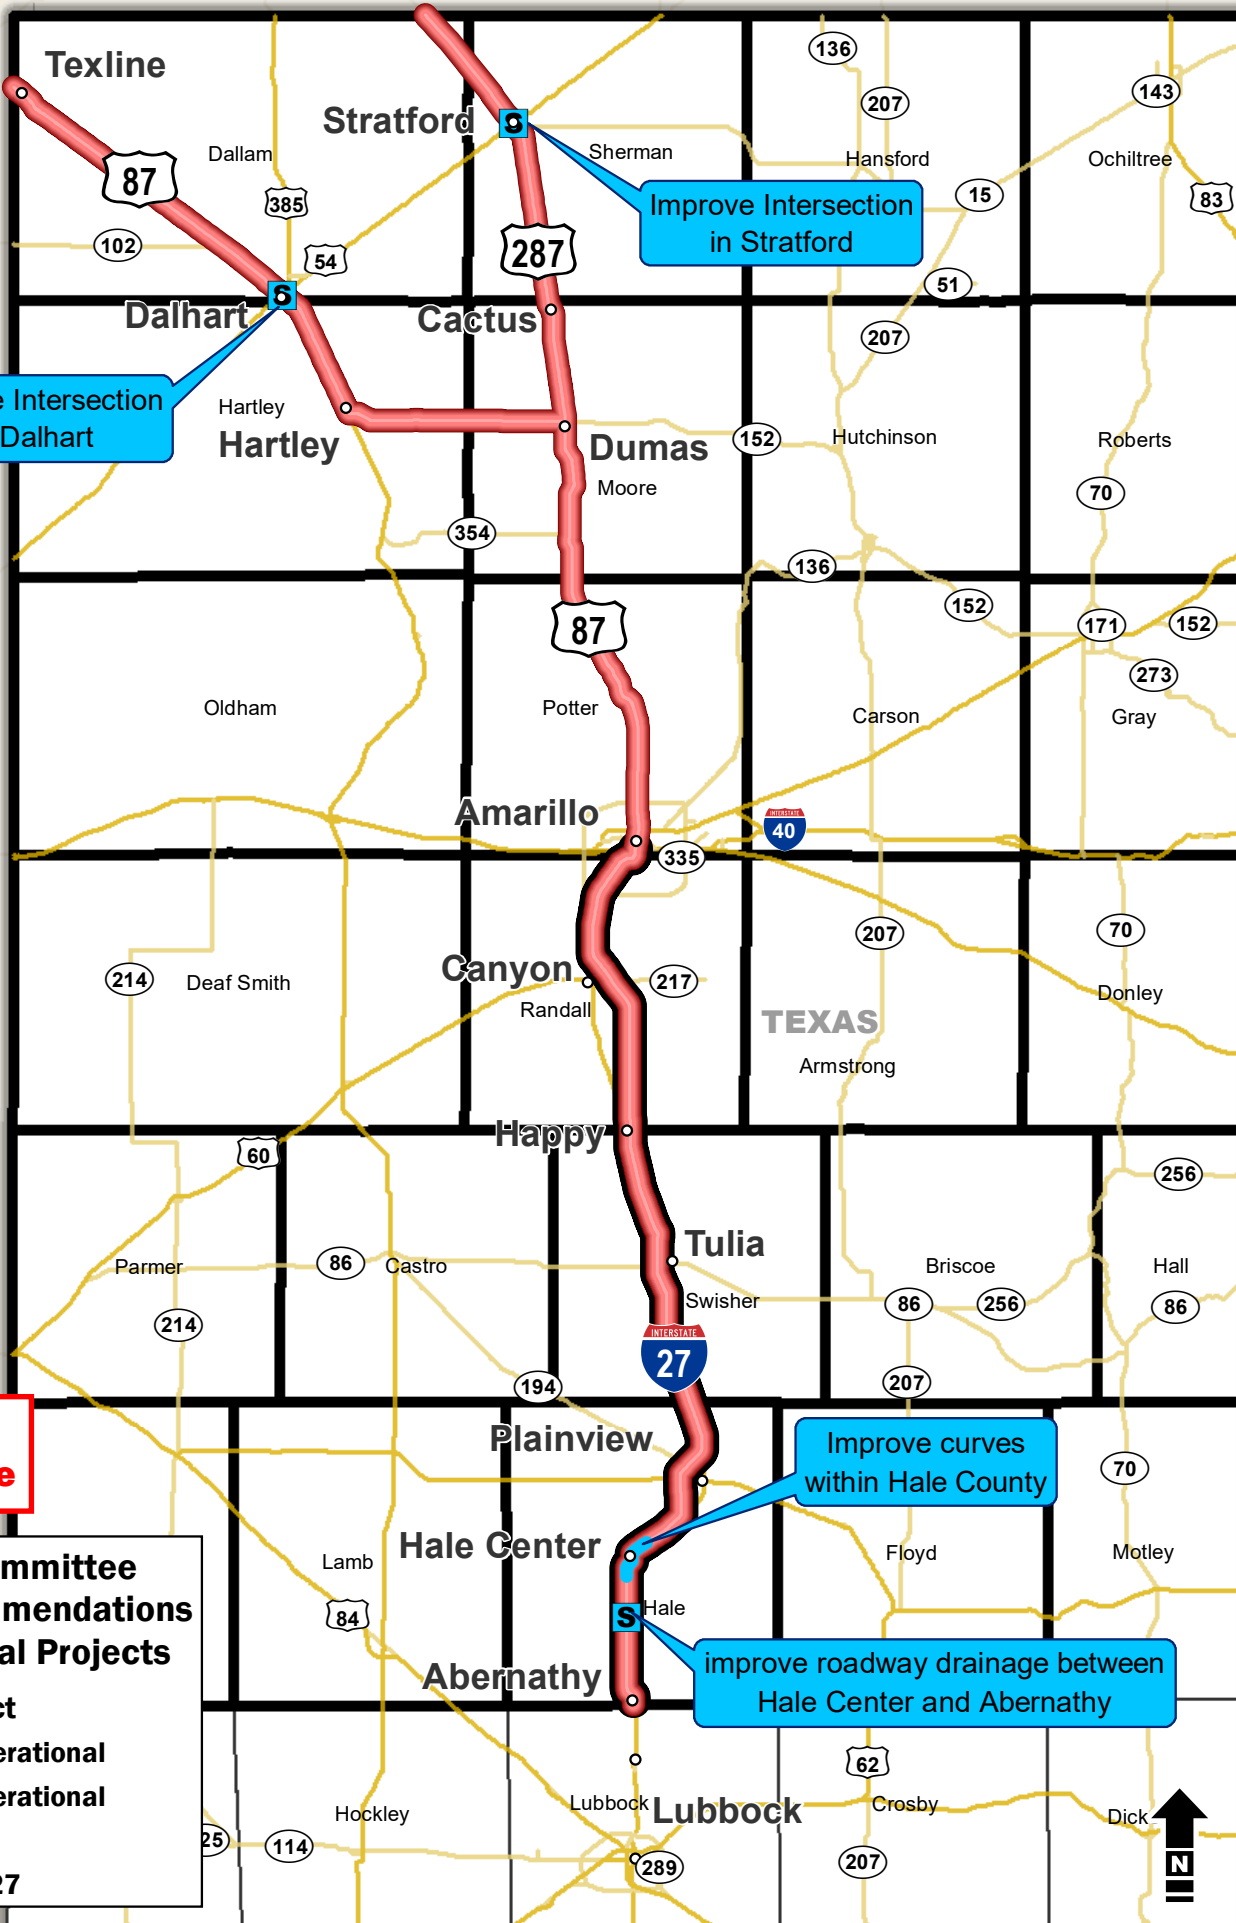 Texline
Stratford
Dallam
Sherman
Hansford
Ochiltree
136
207
143
87
385
54
102
15
83
Improve Intersection
in Stratford
287
51
Dalhart
Cactus
207
Intersection
Dalhart
Hartley
Hartley
Dumas
Moore
152
Hutchinson
Roberts
70
354
136
152
171
152
273
87
Oldham
Potter
Carson
Gray
Amarillo
INTERSTATE
40
335
207
70
214
Deaf Smith
Canyon
217
Randall
TEXAS
Donley
Armstrong
Happy
60
256
Tulia
Parmer
86
Castro
Briscoe
Hall
Swisher
86
256
86
214
INTERSTATE
27
194
207
Plainview
Improve curves
within Hale County
70
Hale Center
Lamb
Floyd
Motley
84
S
Hale
improve roadway drainage between
Hale Center and Abernathy
Abernathy
62
Hockley
Lubbock
Lubbock
Crosby
Dick
25
114
289
207
N
e
mmittee
mendations
al Projects
ct
erational
erational
27
S
S